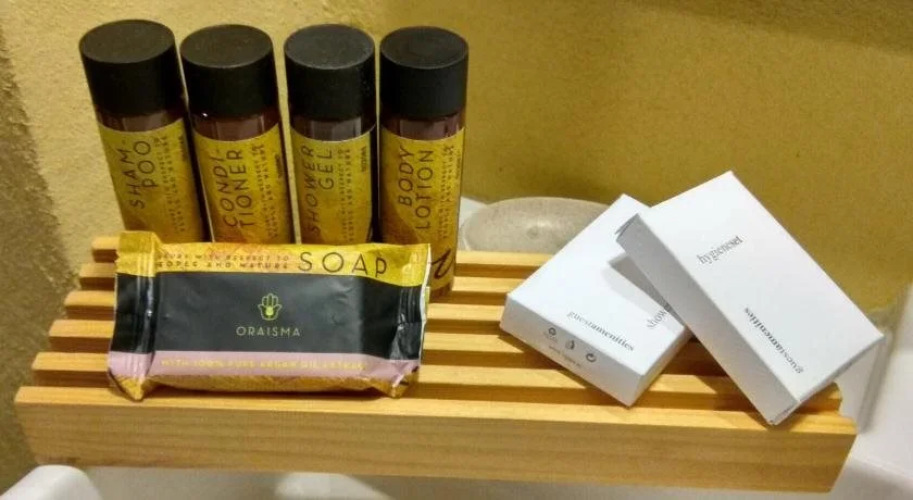 SHAM-
POO
CONDI-
TIONER
SHOWER
GEL
BODY
LOTION
WITH RESPECT TO
PEOPLE AND NATURE
SOAP
ORAISMA
WITH 100% PURE ARGAN OIL EXTRACT
guestamenities
show
hygieneset
guestamenities